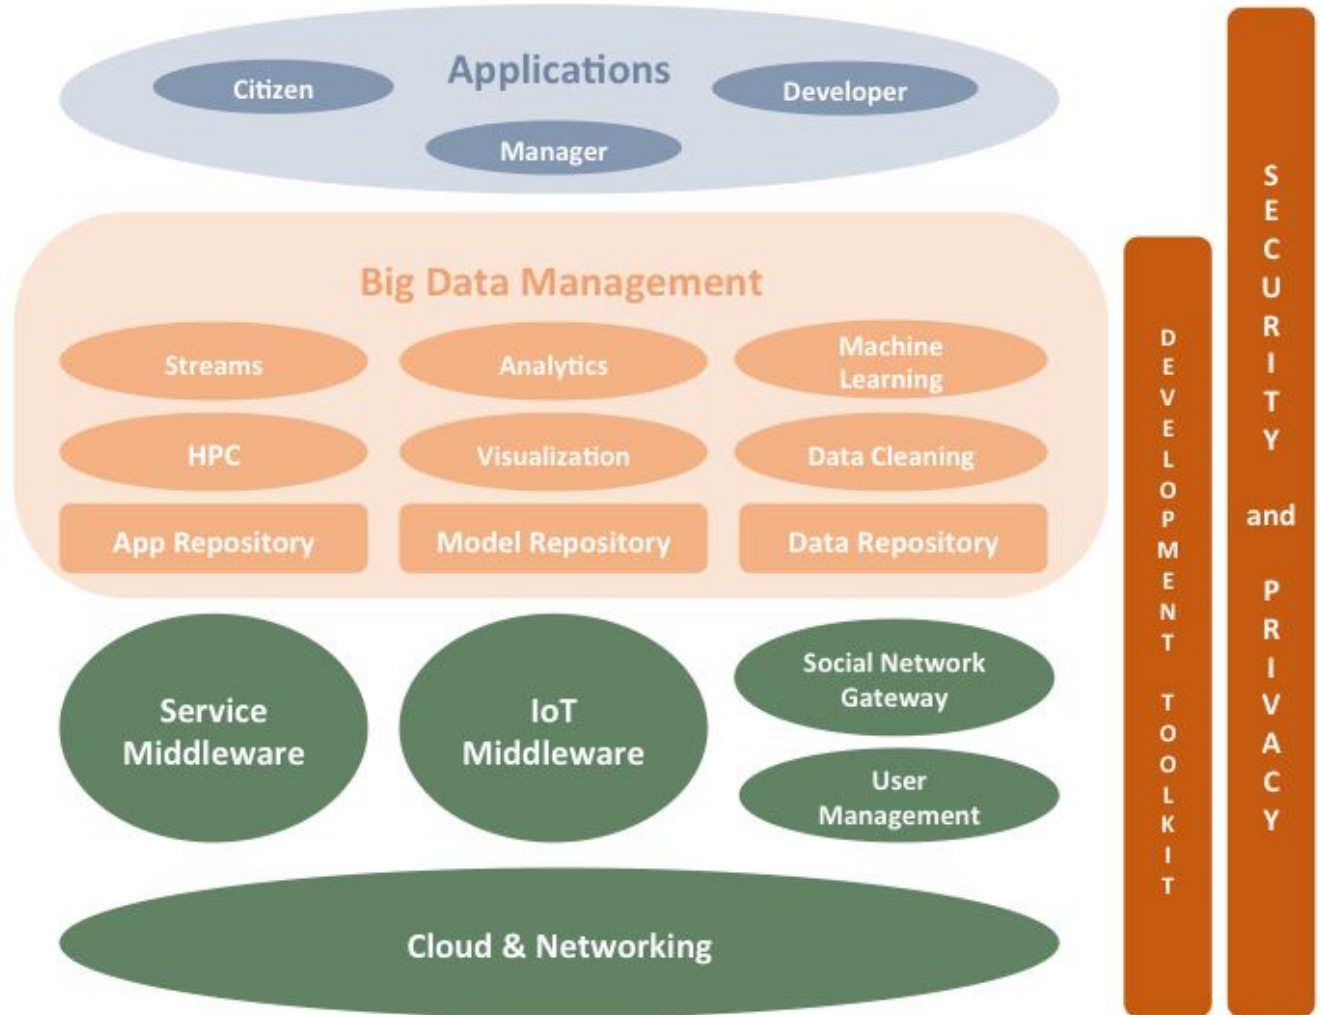 Applications
Citizen
Developer
Manager
Big Data Management
Streams
Analytics
Machine
Learning
HPC
Visualization
Data Cleaning
App Repository
Model Repository
Data Repository
Service
Middleware
IoT
Middleware
Social Network
Gateway
User
Management
Cloud & Networking
DEVELOPMENT TOOLKIT
SECURITY and PRIVACY